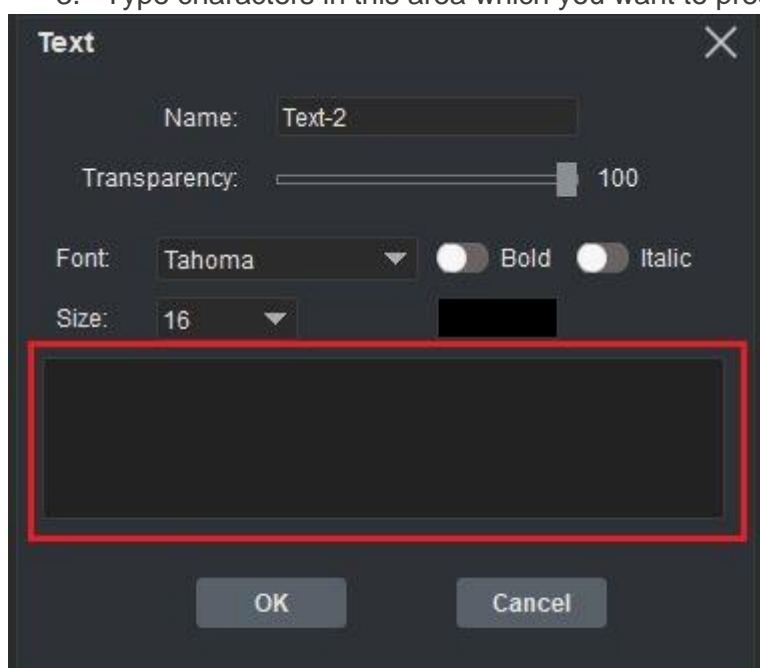 Type characters in this area which you want to
Text
Name: Text-2
Transparency: 100
Font: Tahoma Bold Italic
Size: 16
OK Cancel